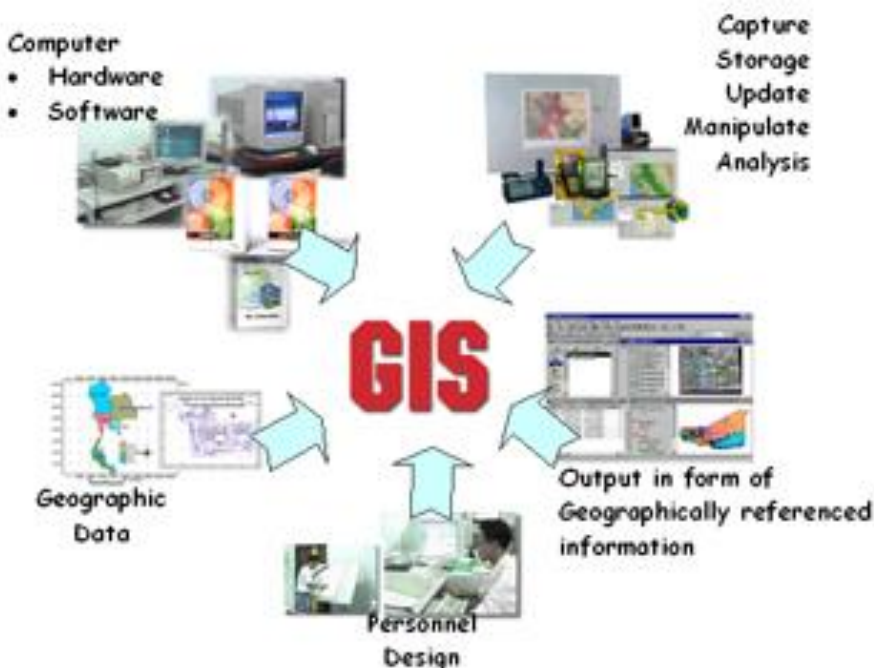 Computer
• Hardware
• Software
Capture
Storage
Update
Manipulate
Analysis
GIS
Geographic
Data
Output in form of
Geographically referenced
information
Personnel
Design